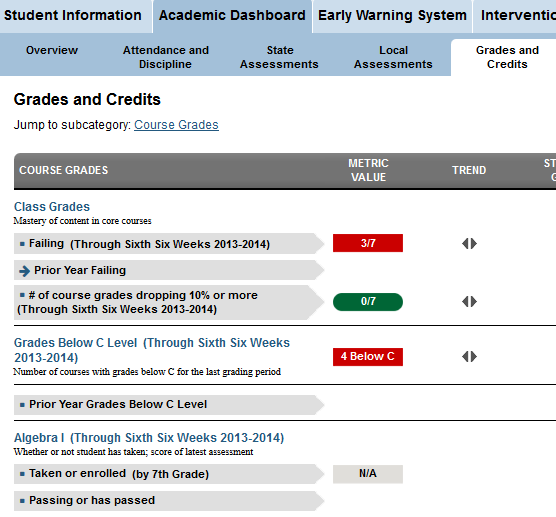 Student Information Academic Dashboard Early Warning System
Overview Attendance and Discipline State Assessments Local Assessments Grades and Credits
Grades and Credits
Jump to subcategory: Course Grades
COURSE GRADES METRIC VALUE TREND
Class Grades
Mastery of content in core courses
Failing (Through Sixth Six Weeks 2013-2014) 3/7
Prior Year Failing
# of course grades dropping 10% or more
(Through Sixth Six Weeks 2013-2014) 0/7
Grades Below C Level (Through Sixth Six Weeks
2013-2014) 4 Below C
Number of courses with grades below C for the last grading period
Prior Year Grades Below C Level
Algebra I (Through Sixth Six Weeks 2013-2014)
Whether or not student has taken; score of latest assessment
Taken or enrolled (by 7th Grade) N/A
Passing or has passed